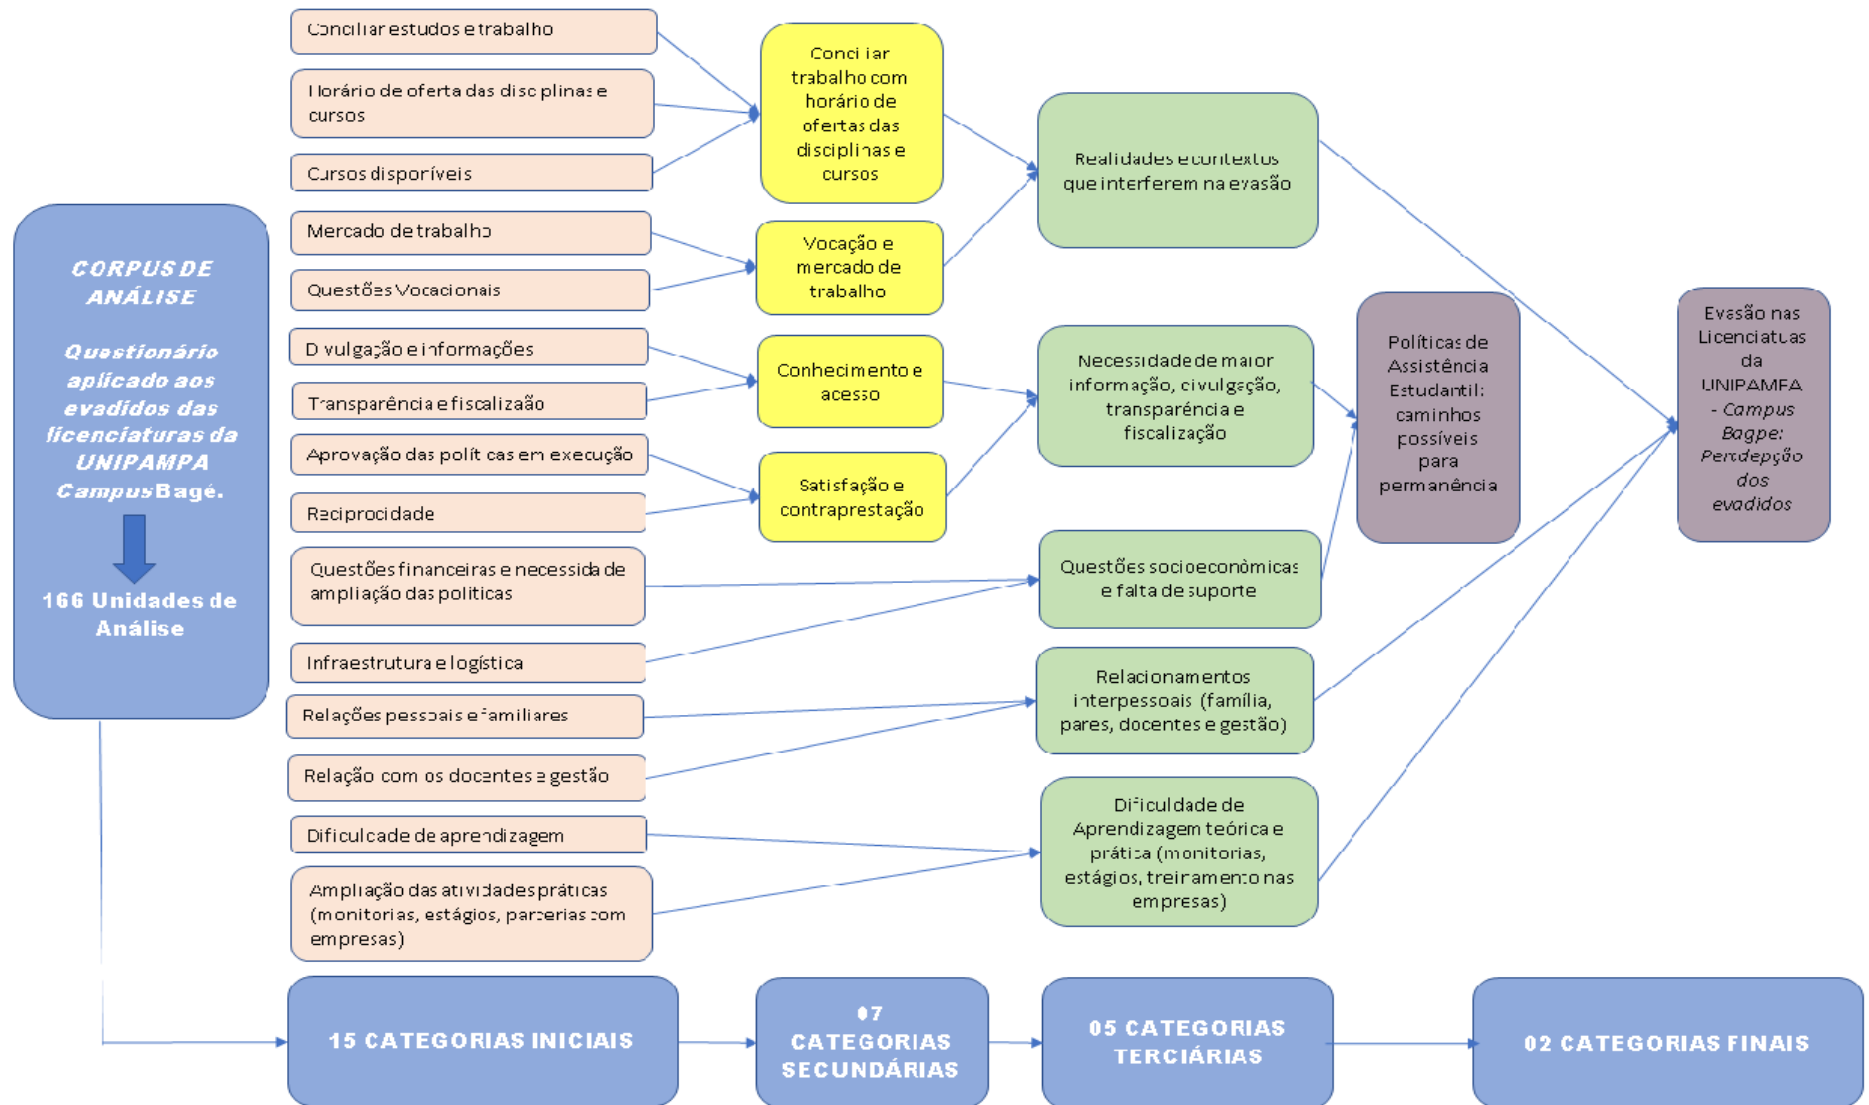 CORPUS DE
ANÁLISE
Questionário
aplicado aos
evadidos das
licenciaturas da
UNIPAMPA
Campus Bagé.
166 Unidades de
Análise
Conciliar estudos e trabalho
Horário de oferta das disciplinas e
cursos
Cursos disponíveis
Mercado de trabalho
Questões Vocacionais
Divulgação e informações
Transparência e fiscalizaão
Aprovação das políticas em execução
Reciprocidade
Questões financeiras e necessida de
ampliação das políticas
Infraestrutura e logística
Relações pessoais e familiares
Relação com os docentes e gestão
Dificulcade de aprendizagem
Ampliação das atividades práticas
(monitorias, estágios, parcerias com
empresas)
Conciliar
trabalho com
horário de
ofertas das
disciplinas e
cursos
Vocação e
mercado de
trabalho
Conhecimento e
acesso
Satisfação e
contraprestação
Realidades e contextos
que interferem na evasão
Necessidade de maior
informação, civulgação,
transparência e
fiscalização
Questões socioeconômicas
e falta de suporte
Relacionamentos
interpessoais (família,
pares, docentes e gestão)
Dificuldade de
Aprendizagem teórica e
prática (monitorias,
estágios, treinamento nas
empresas)
Políticas de
Assistência
Estudantil:
caminhos
possíveis
para
permanência
Evasão nas
Licenciatuas
da
UNIPAMPA
- Campus
Bagpe:
Percdepção
dos
evadidos
15 CATEGORIAS INICIAIS
07
CATEGORIAS
SECUNDÁRIAS
05 CATEGORIAS
TERCIÁRIAS
02 CATEGORIAS FINAIS